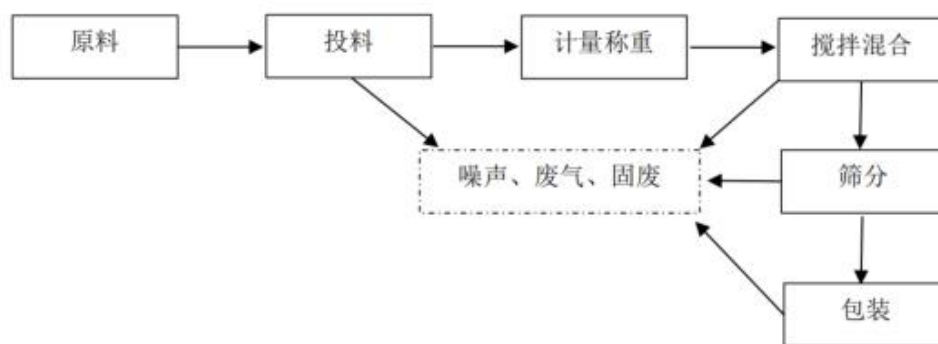 原料
投料
计量称重
搅拌混合
噪声、废气、固废
筛分
包装